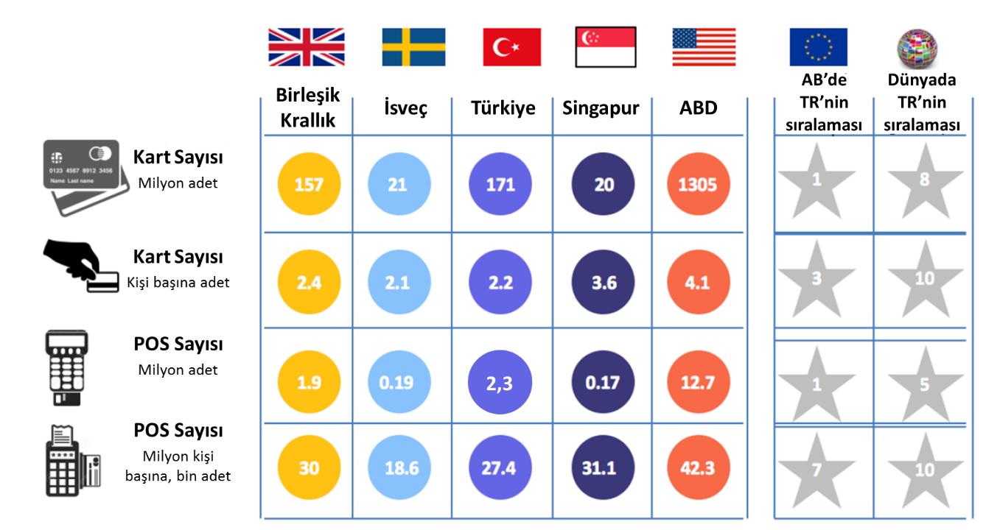 Birleşik
Krallık
İsveç
Türkiye
Singapur
ABD
AB’de
TR’nin
sıralaması
Dünyada
TR’nin
sıralaması
0123 4567 8912 3456
Name Last name
Kart Sayısı
Milyon adet
157
21
171
20
1305
1
8
Kart Sayısı
Kişi başına adet
2.4
2.1
2.2
3.6
4.1
3
10
POS Sayısı
Milyon adet
1.9
0.19
2,3
0.17
12.7
1
5
POS Sayısı
Milyon kişi
başına, bin adet
30
18.6
27.4
31.1
42.3
7
10